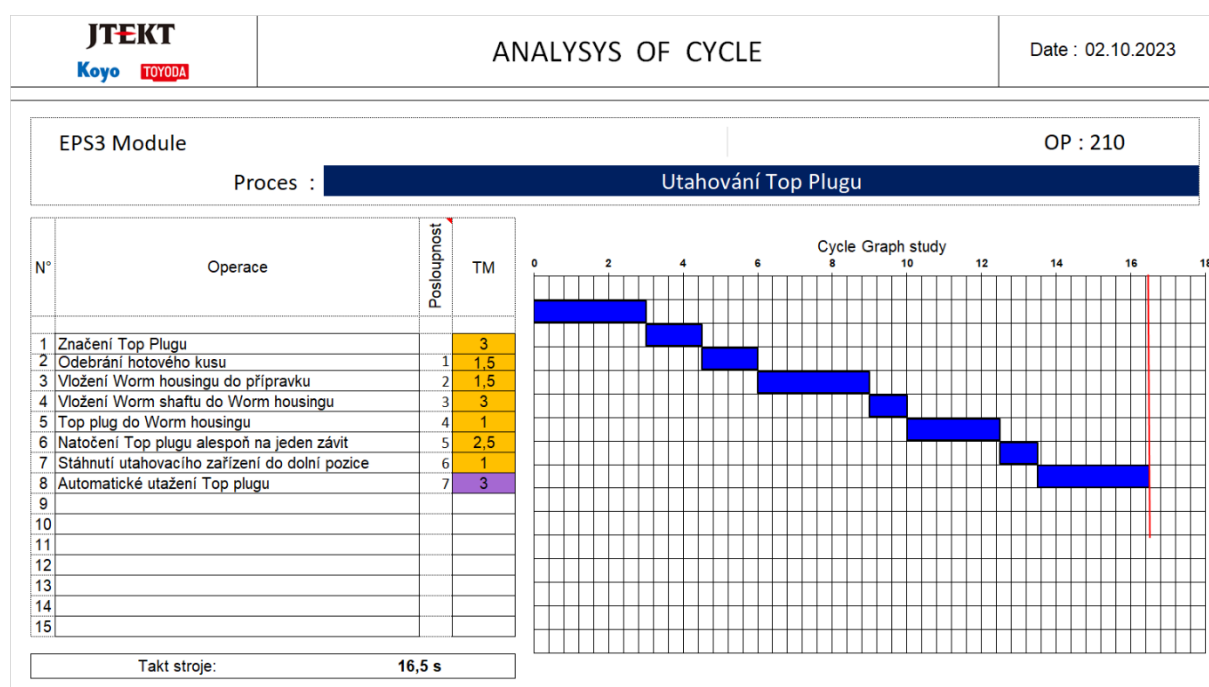 JTEKT
Koyo TOYODA
ANALYSYS OF CYCLE
Date : 02.10.2023
EPS3 Module
OP : 210
Proces : Utahování Top Plugu
N° Operace Posloupnost TM
Cycle Graph study
0 2 4 6 8 10 12 14 16 18
1 Značení Top Plugu 3
2 Odebrání hotového kusu 1 1,5
3 Vložení Worm housingu do přípravku 2 1,5
4 Vložení Worm shaftu do Worm housingu 3 3
5 Top plug do Worm housingu 4 1
6 Natočení Top plugu alespoň na jeden závit 5 2,5
7 Stáhnutí utahovacího zařízení do dolní pozice 6 1
8 Automatické utažení Top plugu 7 3
9
10
11
12
13
14
15
Takt stroje: 16,5 s